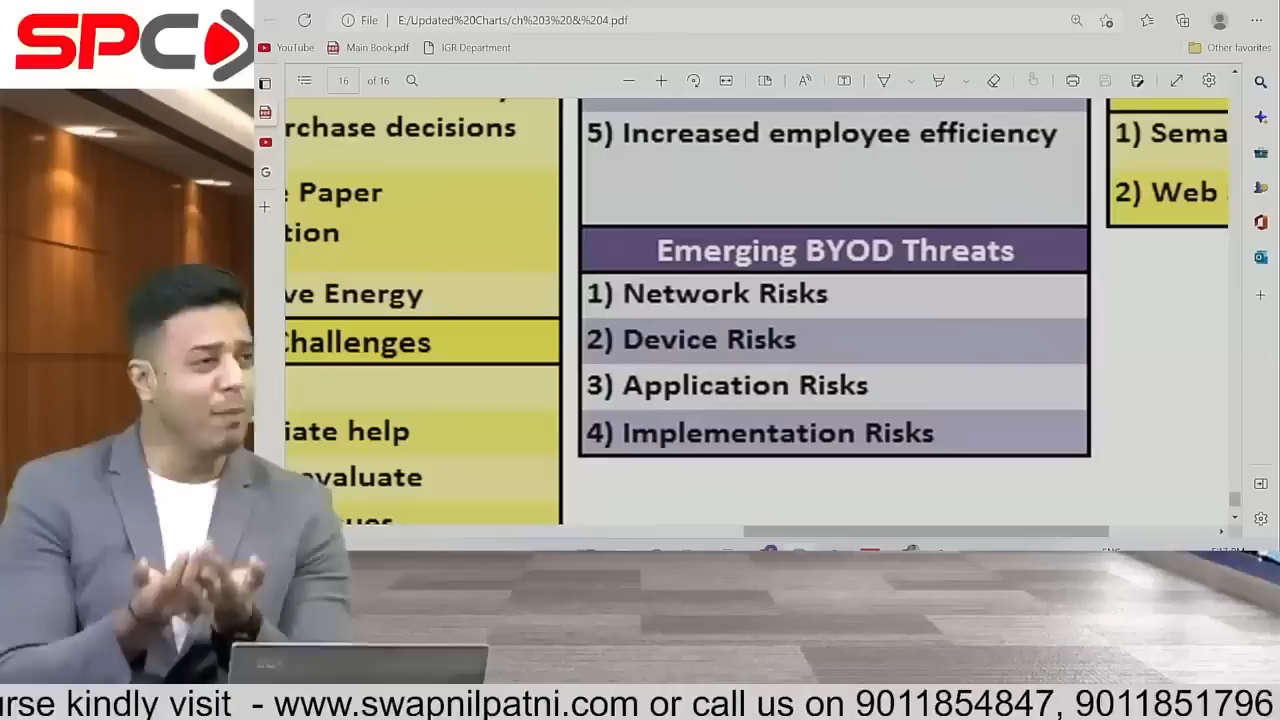 SPC
File
E:/Updated%20Charts/ch%203%20&%204.pdf
YouTube
Main Book.pdf
IGR Department
Other favorites
16
of 16
rchase decisions
Paper
tion
ve Energy
Challenges
iate help
evaluate
5) Increased employee efficiency
Emerging BYOD Threats
1) Network Risks
2) Device Risks
3) Application Risks
4) Implementation Risks
1) Sema
2) Web
urse kindly visit - www.swapnilpatni.com or call us on 9011854847, 9011851796